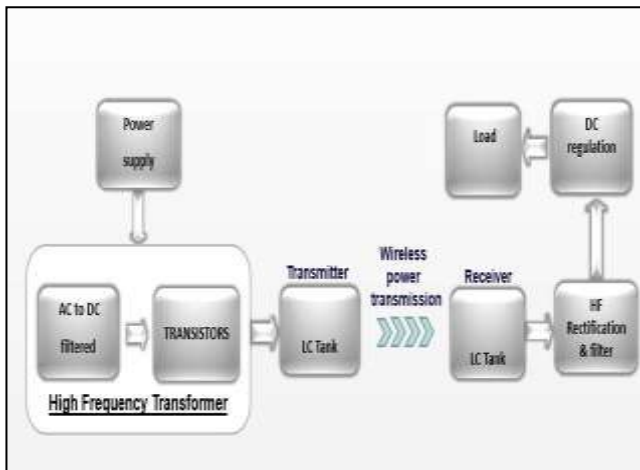 Power
supply
AC to DC
filtered
TRANSISTORS
High Frequency Transformer
Transmitter
LC Tank
Wireless
power
transmission
Receiver
LC Tank
HF
Rectification
& filter
DC
regulation
Load